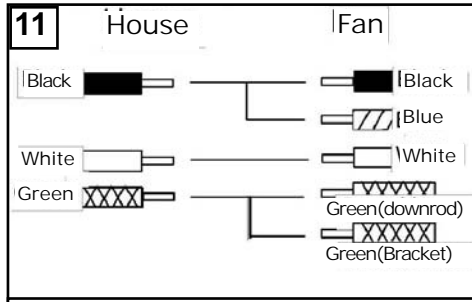 11 House Fan
Black Black
Blue
White White
Green
Green(downrod)
Green(Bracket)